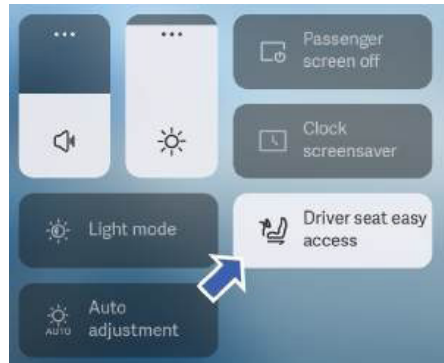 Passenger
screen off
Clock
screensaver
Light mode
Driver seat easy
access
AUTO
Auto
adjustment